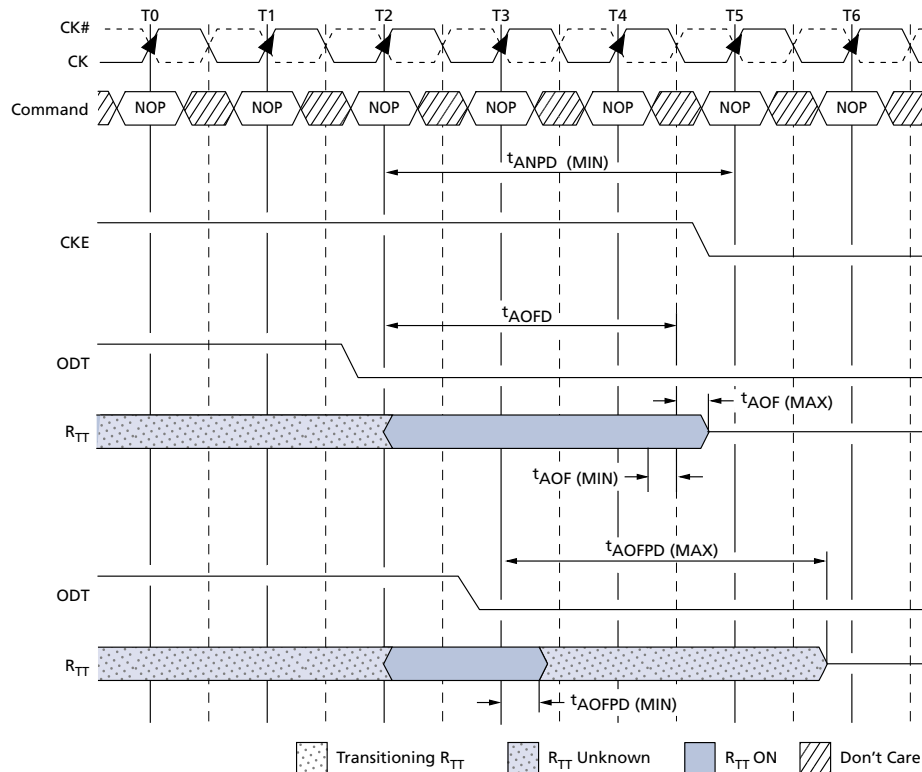 T0 T1 T2 T3 T4 T5 T6
CK#
CK
Command NOP NOP NOP NOP NOP NOP NOP
tANPD (MIN)
CKE
tAOFD
ODT
tAOF (MAX)
RTT
tAOF (MIN)
tAOFPD (MAX)
ODT
RTT
tAOFPD (MIN)
Transitioning RTT RTT Unknown RTT ON Don't Care